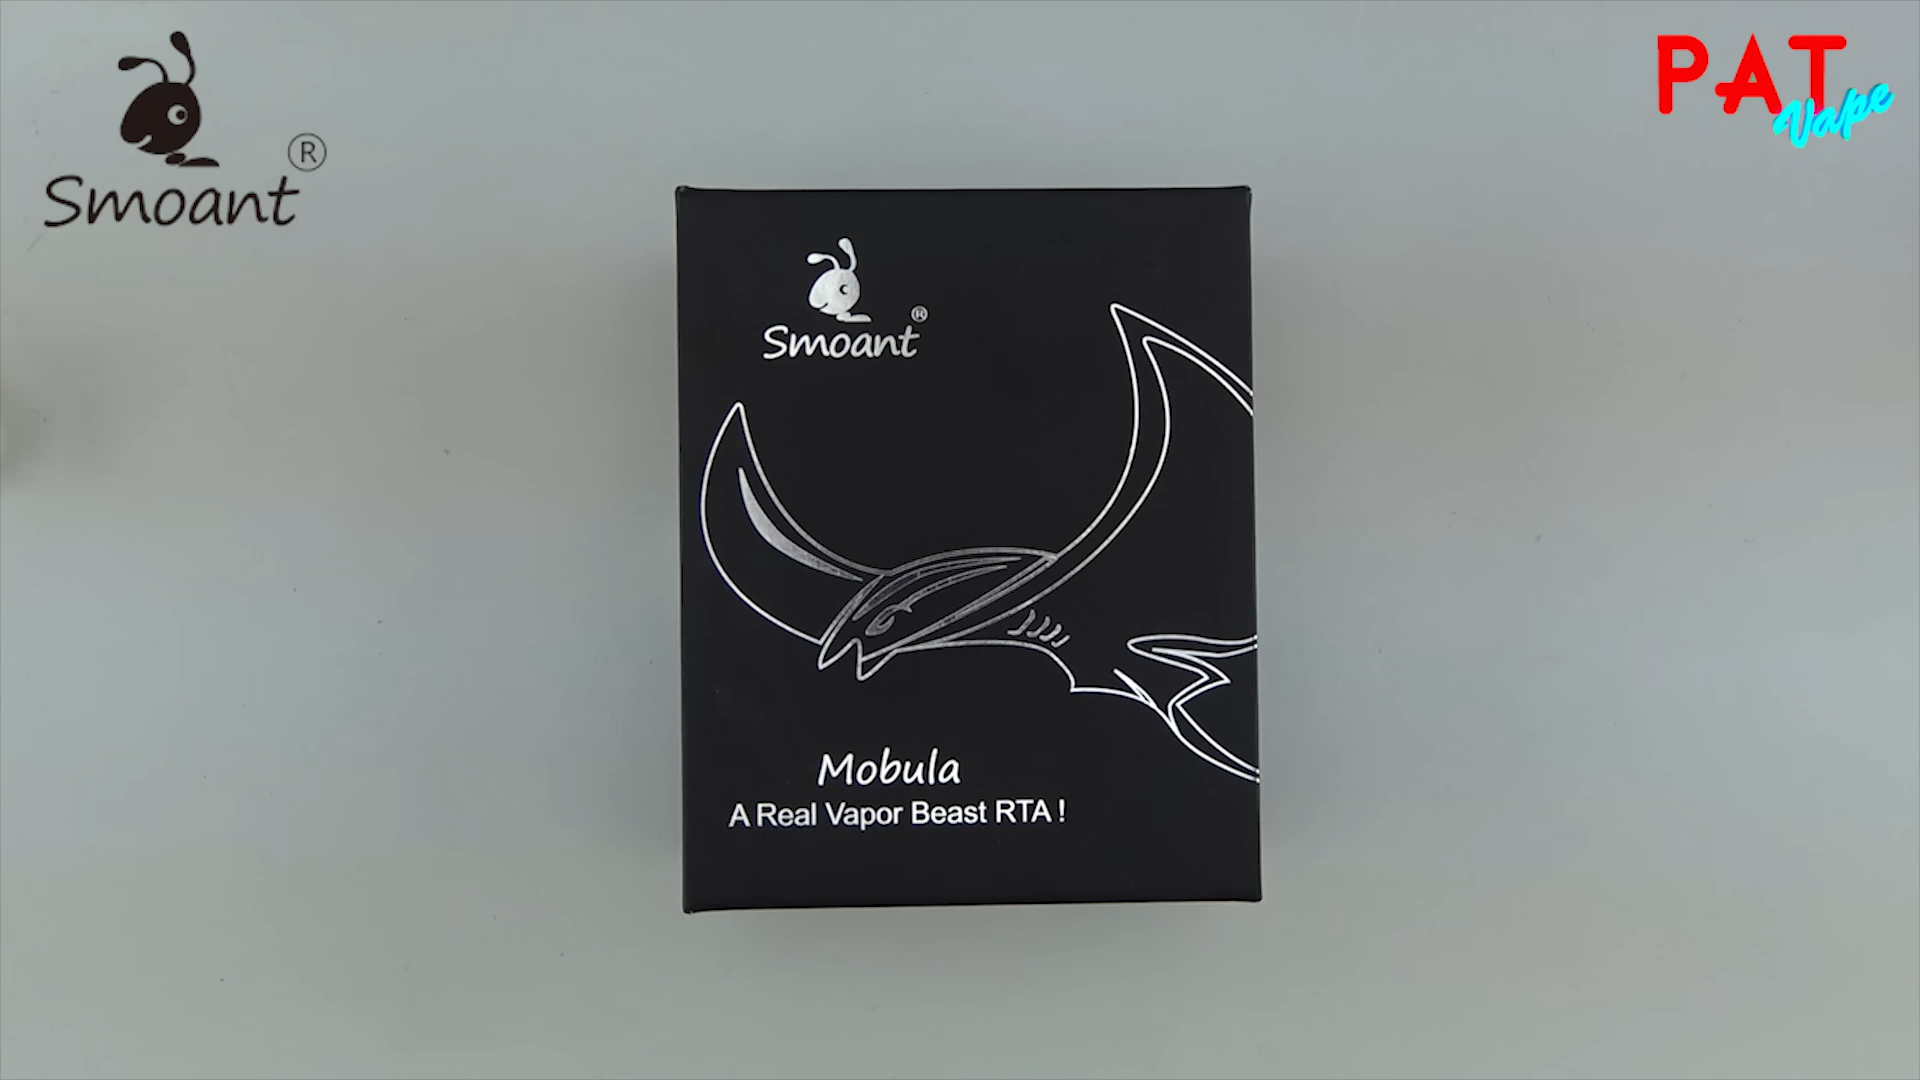 Smoant®
PAT
Vape
Smoant®
Mobula
A Real Vapor Beast RTA !